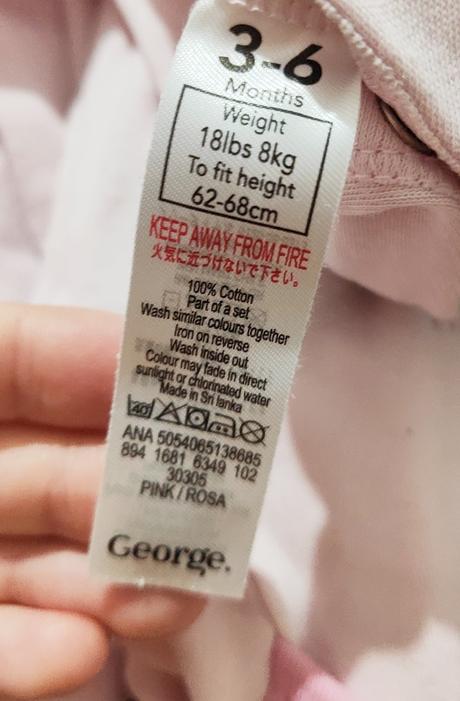 3-6
Months
Weight
18lbs 8kg
To fit height
62-68cm
KEEP AWAY FROM FIRE
火気に近づけないで下さい。
100% Cotton
Part of a set
Wash similar colours together
Iron on reverse
Wash inside out
Colour may fade in direct
sunlight or chlorinated water
Made in Sri lanka
40
ANA 5054065138685
894 1681 6349 102
30305
PINK / ROSA
George.